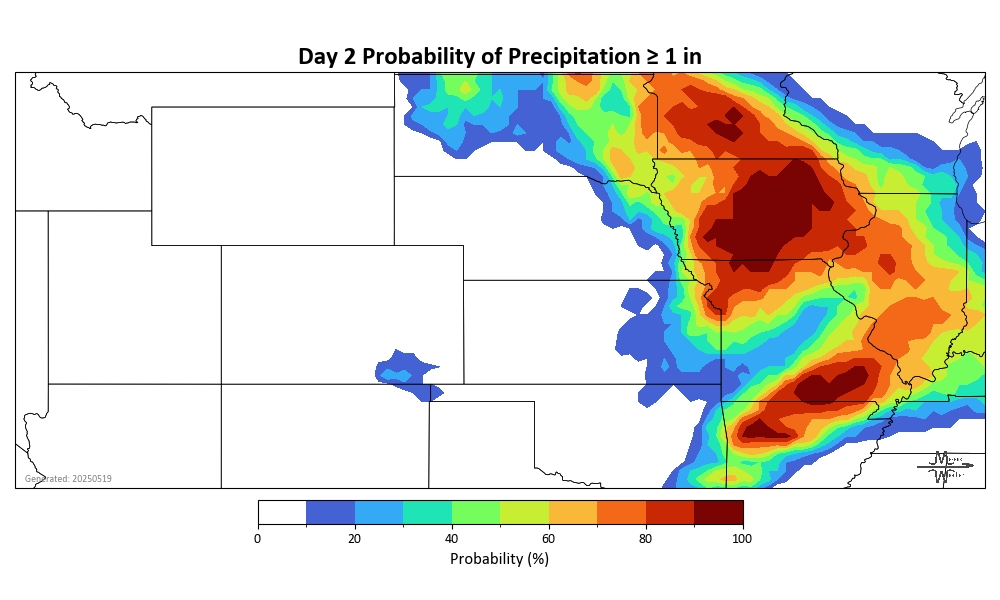 Day 2 Probability of Precipitation ≥ 1 in
Generated: 20250519
0 20 40 60 80 100
Probability (%)